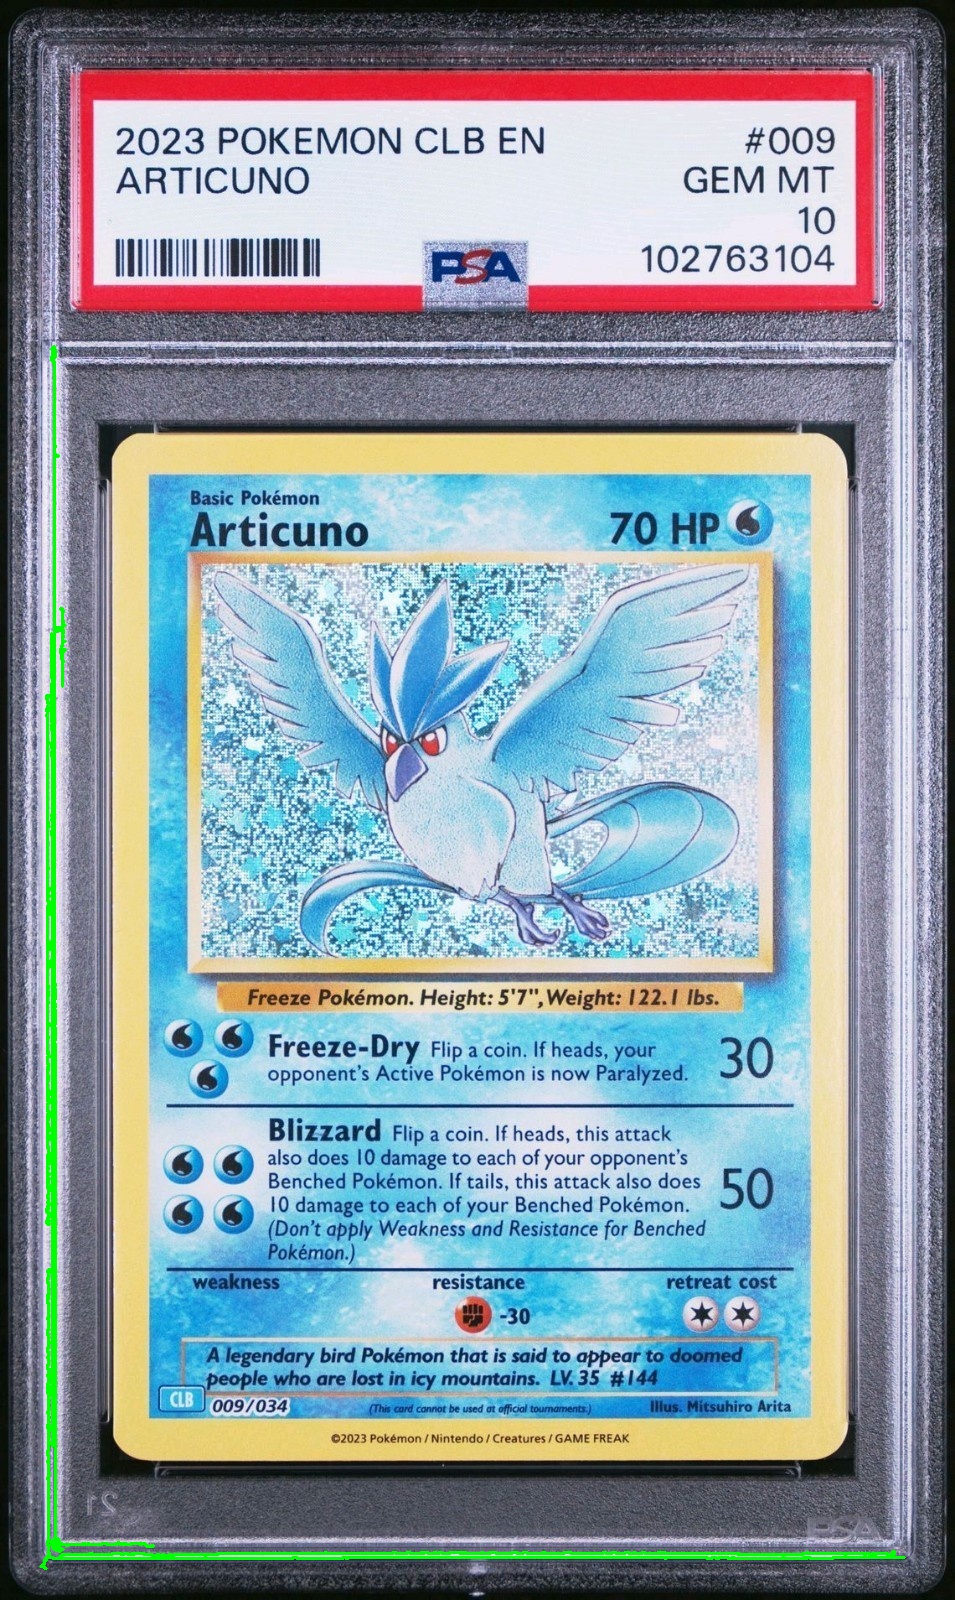 2023 POKEMON CLB EN #009
ARTICUNO GEM MT
10
PSA 102763104
Basic Pokémon
Articuno 70 HP
Freeze Pokémon. Height: 5'7", Weight: 122.1 lbs.
Freeze-Dry Flip a coin. If heads, your
opponent's Active Pokémon is now Paralyzed. 30
Blizzard Flip a coin. If heads, this attack
also does 10 damage to each of your opponent's
Benched Pokémon. If tails, this attack also does
10 damage to each of your Benched Pokémon. 50
(Don't apply Weakness and Resistance for Benched
Pokémon.)
weakness resistance retreat cost
-30
A legendary bird Pokémon that is said to appear to doomed
people who are lost in icy mountains. LV. 35 #144
CLB 009/034 (This card cannot be used at official tournaments.) Illus. Mitsuhiro Arita
©2023 Pokémon / Nintendo / Creatures / GAME FREAK
21
PSA